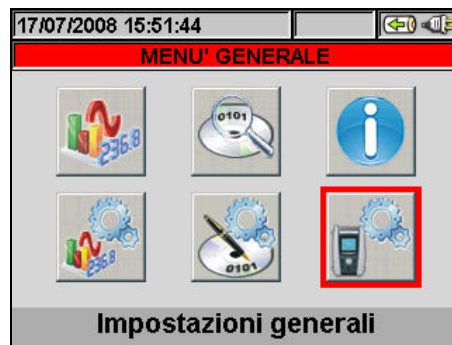 17/07/2008 15:51:44
MENU' GENERALE
236.8
0101
236.8
0101
Impostazioni generali